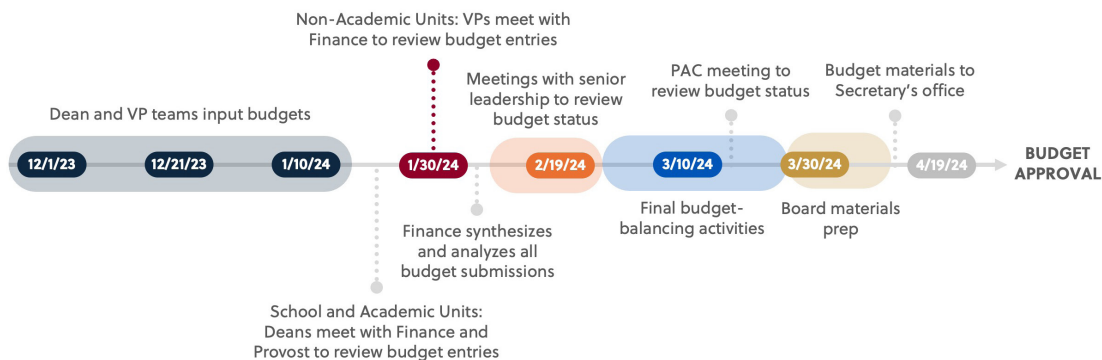 Non-Academic Units: VPs meet with
Finance to review budget entries
Dean and VP teams input budgets
Meetings with senior
leadership to review
budget status
PAC meeting to
review budget status
Budget materials to
Secretary's office
12/1/23
12/21/23
1/10/24
1/30/24
2/19/24
3/10/24
3/30/24
4/19/24
BUDGET
APPROVAL
Finance synthesizes
and analyzes all
budget submissions
Final budget-
balancing activities
Board materials
prep
School and Academic Units:
Deans meet with Finance and
Provost to review budget entries